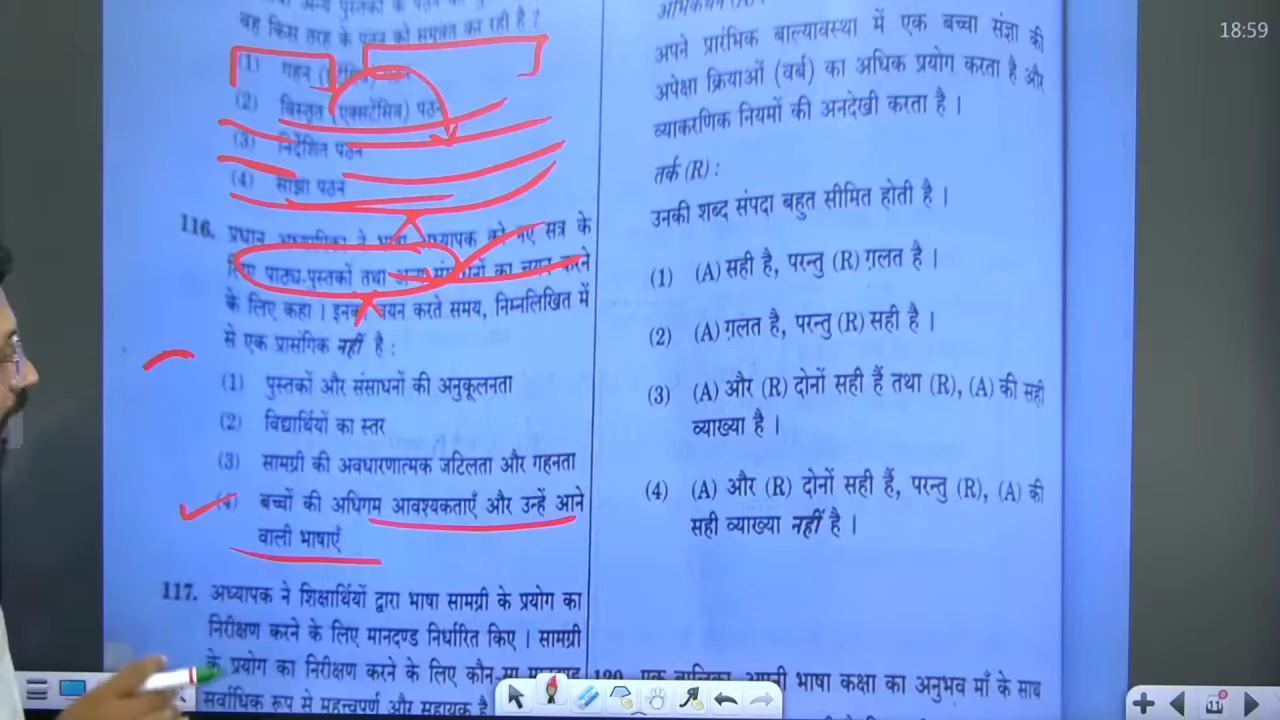 वह किस तरह के पठन को समुन्नत कर रही है ?
(1) गहन
(2) विस्तृत (एक्सटेंसिव) पठन
(3) निर्देशित पठन
(4) साझा पठन
116. प्रधान अध्यापिका ने भाषा अध्यापक को नए सत्र के
लिए पाठ्य-पुस्तकों तथा अन्य संसाधनों का चयन करने
के लिए कहा । इनका चयन करते समय, निम्नलिखित में
से एक प्रासंगिक नहीं है :
(1) पुस्तकों और संसाधनों की अनुकूलनता
(2) विद्यार्थियों का स्तर
(3) सामग्री की अवधारणात्मक जटिलता और गहनता
(4) बच्चों की अधिगम आवश्यकताएँ और उन्हें आने
वाली भाषाएँ
117. अध्यापक ने शिक्षार्थियों द्वारा भाषा सामग्री के प्रयोग का
निरीक्षण करने के लिए मानदण्ड निर्धारित किए । सामग्री
के प्रयोग का निरीक्षण करने के लिए कौन-सा
सर्वाधिक रूप से महत्त्वपूर्ण और सहायक है
अपने प्रारंभिक बाल्यावस्था में एक बच्चा संज्ञा की
अपेक्षा क्रियाओं (वर्ब) का अधिक प्रयोग करता है और
व्याकरणिक नियमों की अनदेखी करता है ।
तर्क (R) :
उनकी शब्द संपदा बहुत सीमित होती है ।
(1) (A) सही है, परन्तु (R) ग़लत है ।
(2) (A) ग़लत है, परन्तु (R) सही है ।
(3) (A) और (R) दोनों सही हैं तथा (R), (A) की सही
व्याख्या है ।
(4) (A) और (R) दोनों सही हैं, परन्तु (R), (A) की
सही व्याख्या नहीं है ।
120. एक बालिका अपनी भाषा कक्षा का अनुभव माँ के साथ
18:59
11